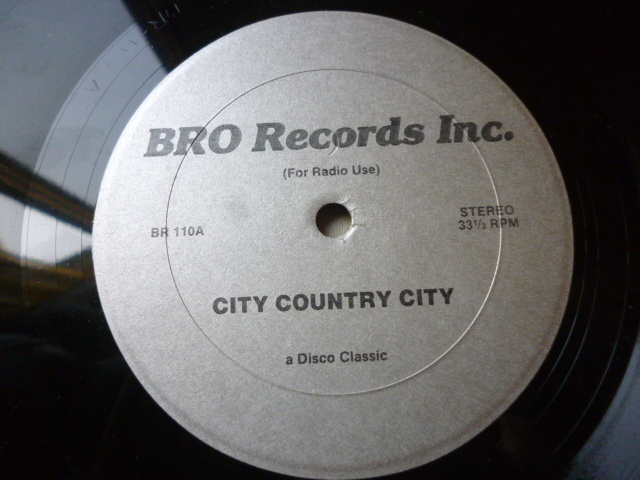 BRO Records Inc.
(For Radio Use)
BR 110A
STEREO
33⅓ RPM
CITY COUNTRY CITY
a Disco Classic